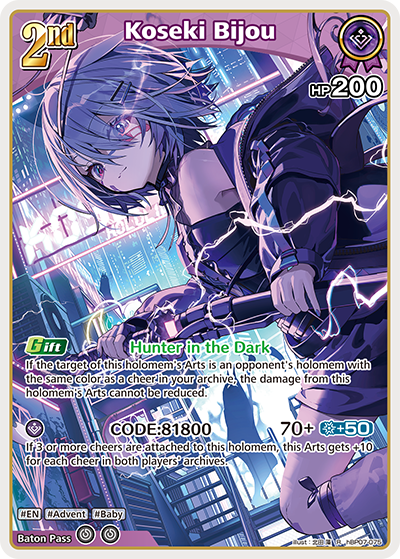 2nd
Koseki Bijou
HP200
Gift Hunter in the Dark
If the target of this holomem's Arts is an opponent's holomem with
the same color as a cheer in your archive, the damage from this
holomem's Arts cannot be reduced.
CODE:81800 70+ +50
If 3 or more cheers are attached to this holomem, this Arts gets +10
for each cheer in both players' archives.
#EN #Advent #Baby
Baton Pass
illust: